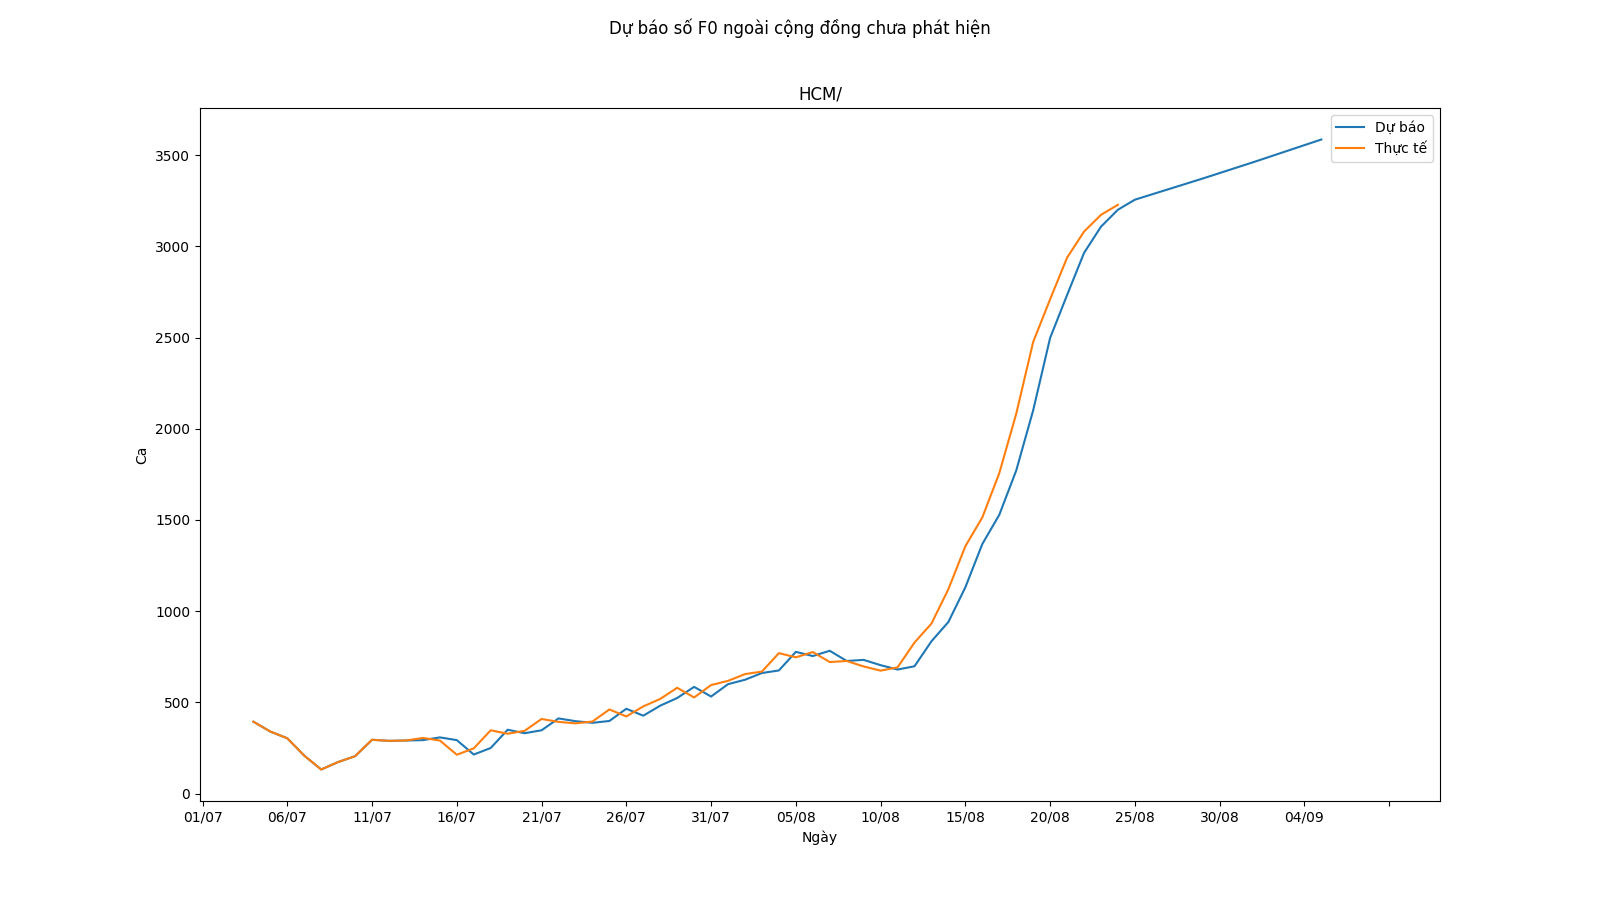 Dự báo số F0 ngoài cộng đồng chưa phát hiện
HCM/
Dự báo
Thực tế
3500
3000
2500
2000
1500
1000
500
0
Ca
01/07 06/07 11/07 16/07 21/07 26/07 31/07 05/08 10/08 15/08 20/08 25/08 30/08 04/09
Ngày